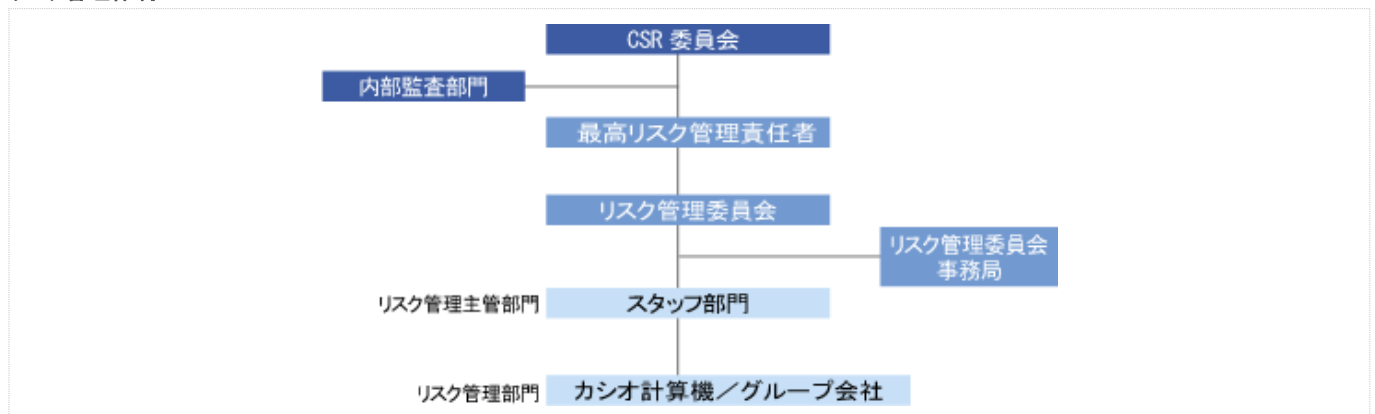 CSR 委員会
内部監査部門
最高リスク管理責任者
リスク管理委員会
リスク管理委員会
事務局
リスク管理主管部門
スタッフ部門
リスク管理部門
カシオ計算機／グループ会社